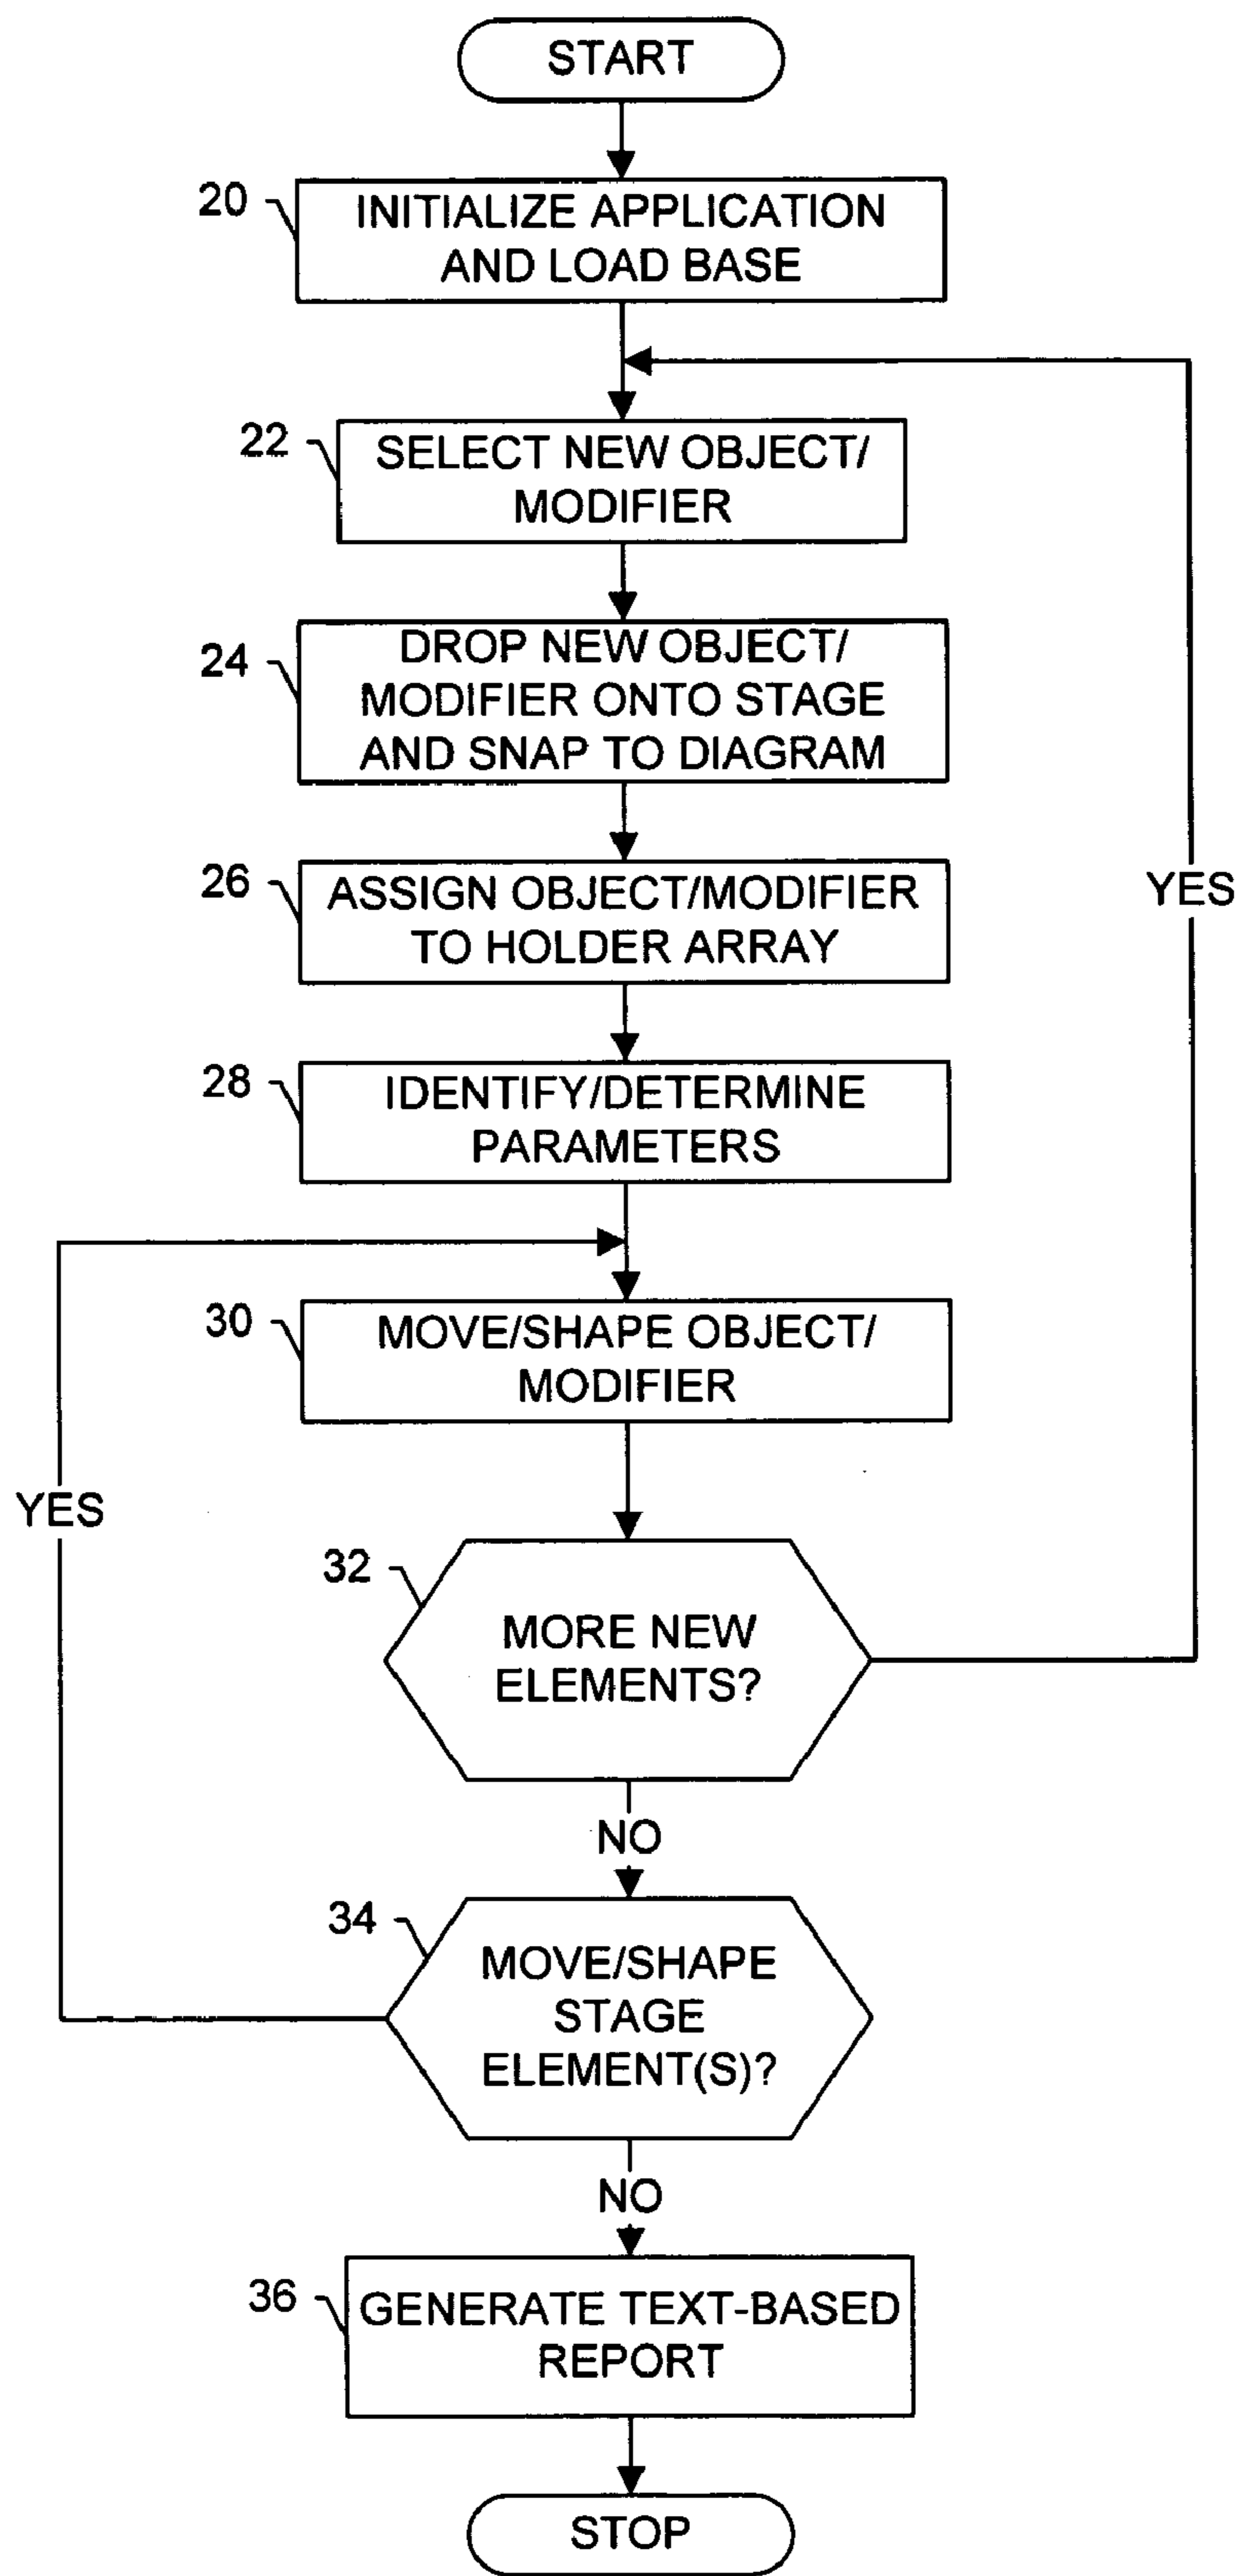 START
20
INITIALIZE APPLICATION
AND LOAD BASE
22
SELECT NEW OBJECT/
MODIFIER
24
DROP NEW OBJECT/
MODIFIER ONTO STAGE
AND SNAP TO DIAGRAM
26
ASSIGN OBJECT/MODIFIER
TO HOLDER ARRAY
YES
28
IDENTIFY/DETERMINE
PARAMETERS
30
MOVE/SHAPE OBJECT/
MODIFIER
YES
32
MORE NEW
ELEMENTS?
NO
34
MOVE/SHAPE
STAGE
ELEMENT(S)?
NO
36
GENERATE TEXT-BASED
REPORT
STOP